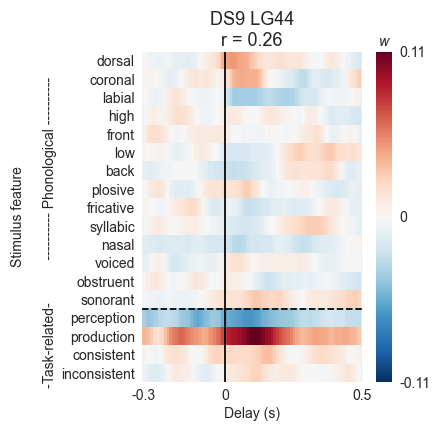 DS9 LG44
r = 0.26
w
0.11
0
-0.11
Stimulus feature
---------- Phonological ----------
-Task-related-
dorsal
coronal
labial
high
front
low
back
plosive
fricative
syllabic
nasal
voiced
obstruent
sonorant
perception
production
consistent
inconsistent
-0.3
0
0.5
Delay (s)